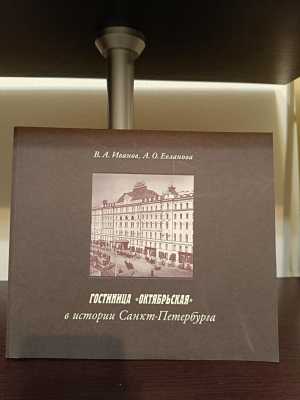 В. А. Иванов, А. О. Евланова
ГОСТИНИЦА «ОКТЯБРЬСКАЯ»
в истории Санкт-Петербурга